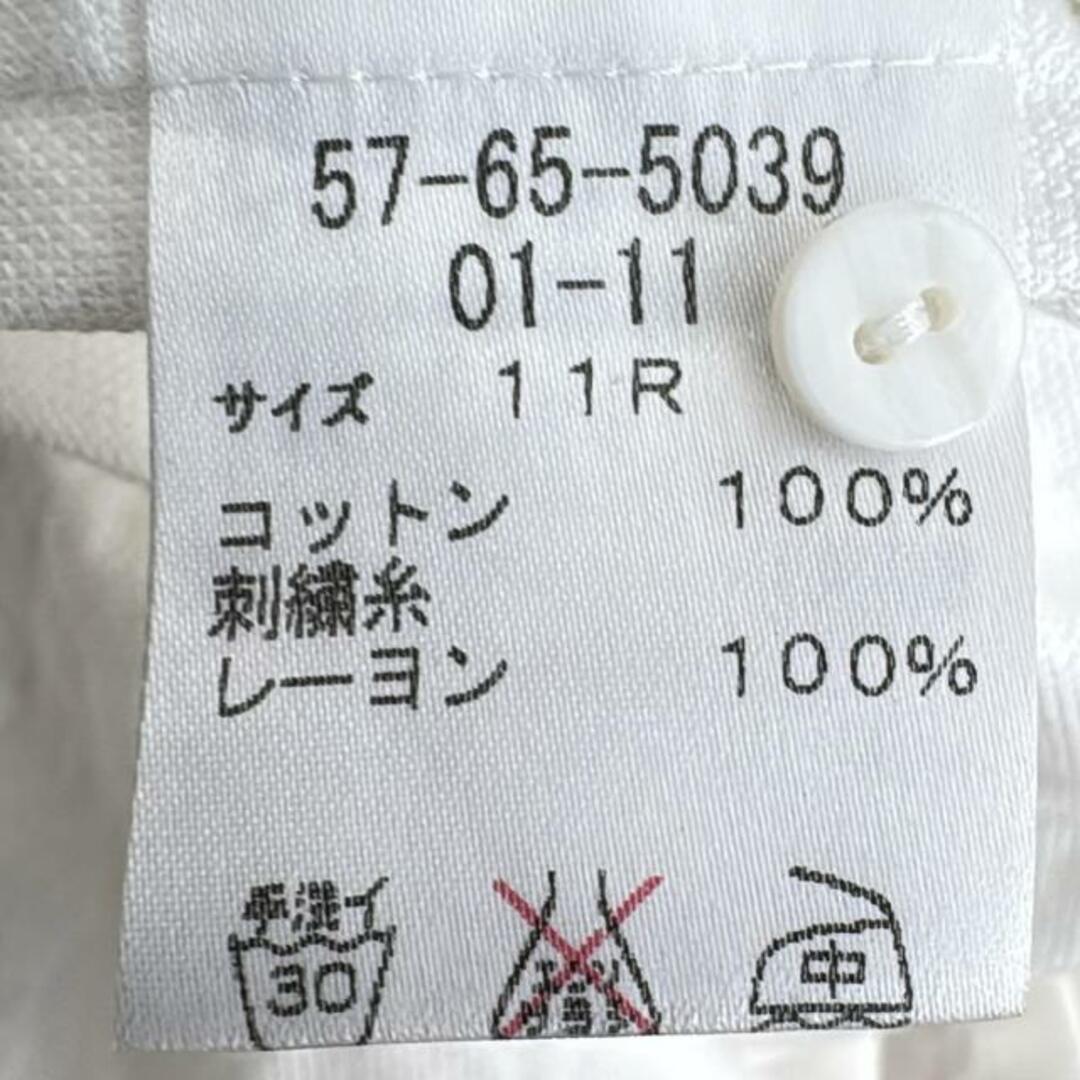 57-65-5039
01-11
サイズ 11R
コットン 100%
刺繍糸
レーヨン 100%
手洗イ
30
中